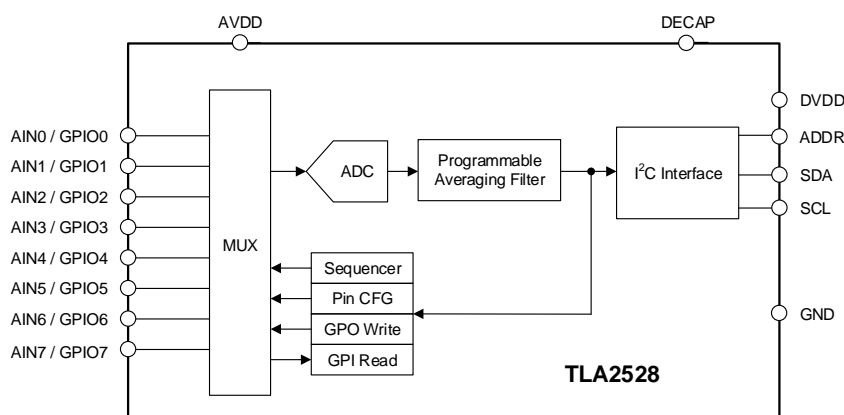 AVDD
DECAP
AIN0 / GPIO0
AIN1 / GPIO1
AIN2 / GPIO2
AIN3 / GPIO3
AIN4 / GPIO4
AIN5 / GPIO5
AIN6 / GPIO6
AIN7 / GPIO7
MUX
ADC
Programmable
Averaging Filter
I²C Interface
Sequencer
Pin CFG
GPO Write
GPI Read
DVDD
ADDR
SDA
SCL
GND
TLA2528